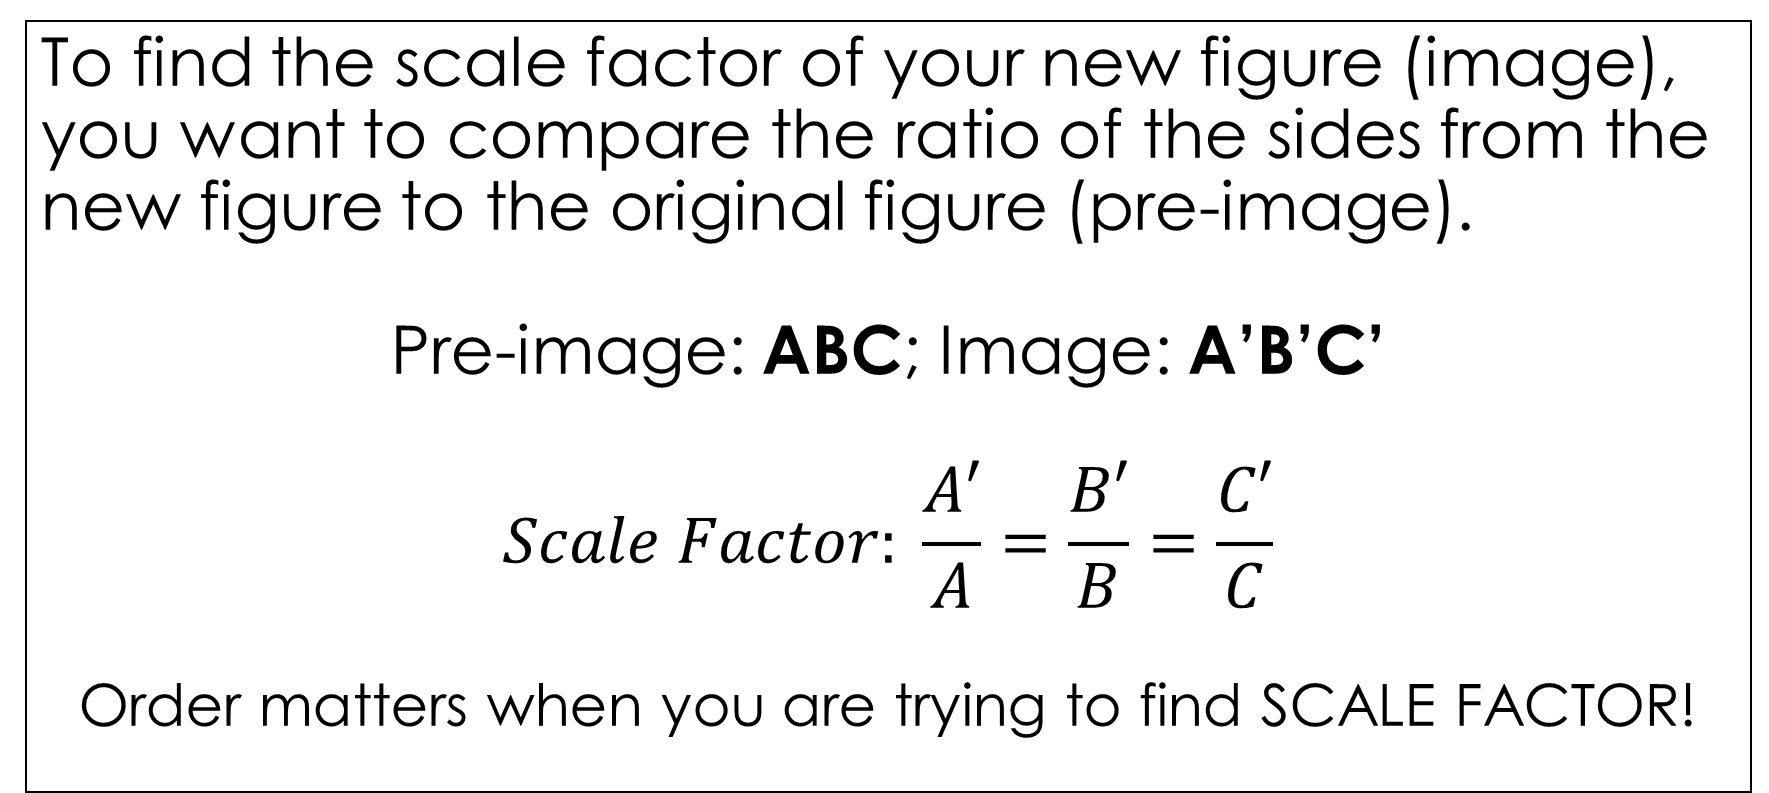 To find the scale factor of your new figure (image),
you want to compare the ratio of the sides from the
new figure to the original figure (pre-image).
Pre-image: ABC; Image: A’B’C’
Scale Factor: A′/A = B′/B = C′/C
Order matters when you are trying to find SCALE FACTOR!